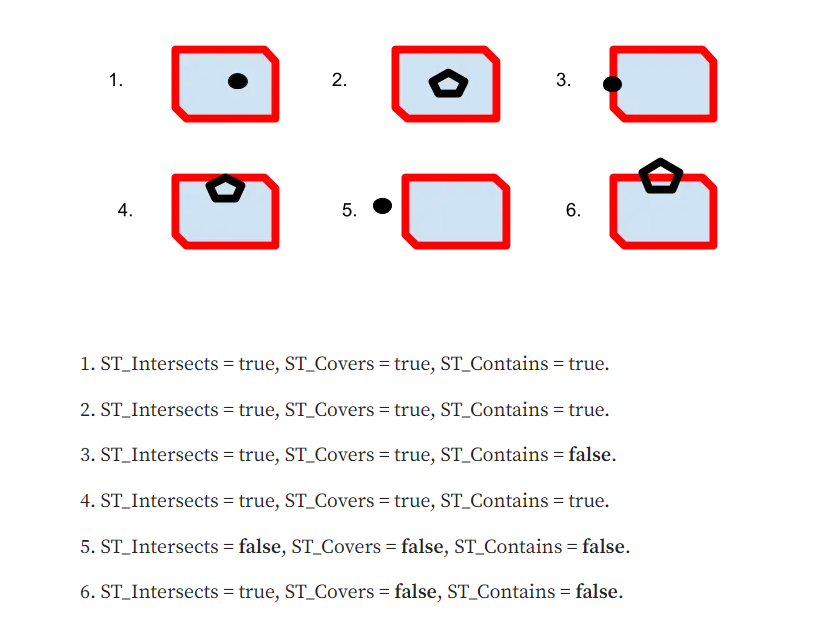 1. 2. 3.
4. 5. 6.
1. ST_Intersects = true, ST_Covers = true, ST_Contains = true.
2. ST_Intersects = true, ST_Covers = true, ST_Contains = true.
3. ST_Intersects = true, ST_Covers = true, ST_Contains = false.
4. ST_Intersects = true, ST_Covers = true, ST_Contains = true.
5. ST_Intersects = false, ST_Covers = false, ST_Contains = false.
6. ST_Intersects = true, ST_Covers = false, ST_Contains = false.